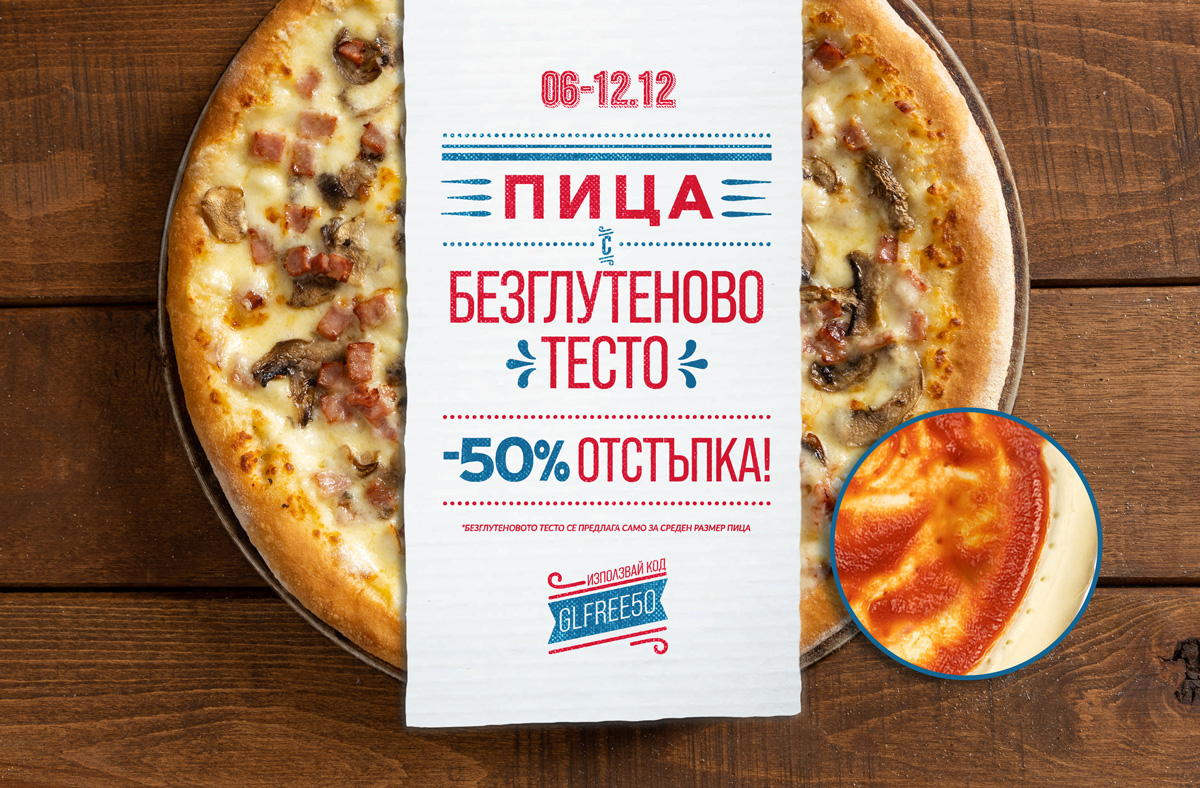 06-12.12
ПИЦА
С
БЕЗГЛУТЕНОВО
ТЕСТО
-50% ОТСТЪПКА!
*БЕЗГЛУТЕНОВОТО ТЕСТО СЕ ПРЕДЛАГА САМО ЗА СРЕДЕН РАЗМЕР ПИЦА
ИЗПОЛЗВАЙ КОД
GLFREE50